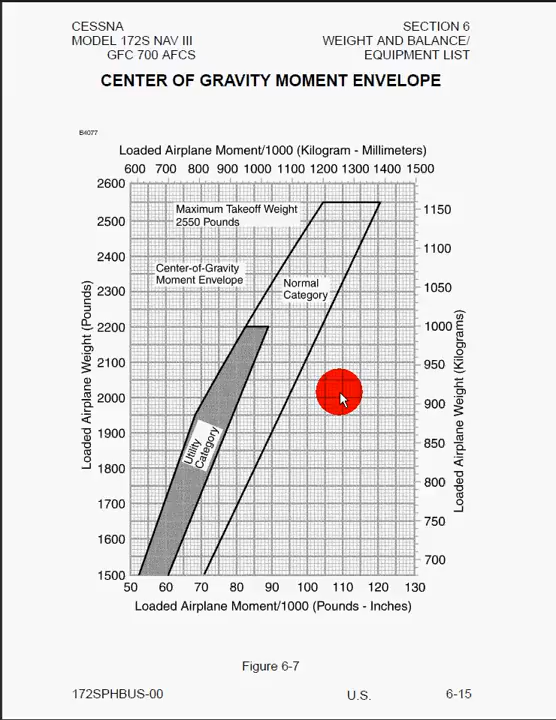 CESSNA
MODEL 172S NAV III
GFC 700 AFCS
SECTION 6
WEIGHT AND BALANCE/
EQUIPMENT LIST
CENTER OF GRAVITY MOMENT ENVELOPE
B4077
Loaded Airplane Moment/1000 (Kilogram - Millimeters)
600 700 800 900 1000 1100 1200 1300 1400 1500
2600
2500
2400
2300
2200
2100
2000
1900
1800
1700
1600
1500
Loaded Airplane Weight (Pounds)
Maximum Takeoff Weight
2550 Pounds
Center-of-Gravity
Moment Envelope
Normal
Category
Utility
Category
1150
1100
1050
1000
950
900
850
800
750
700
Loaded Airplane Weight (Kilograms)
50 60 70 80 90 100 110 120 130
Loaded Airplane Moment/1000 (Pounds - Inches)
Figure 6-7
172SPHBUS-00
U.S.
6-15